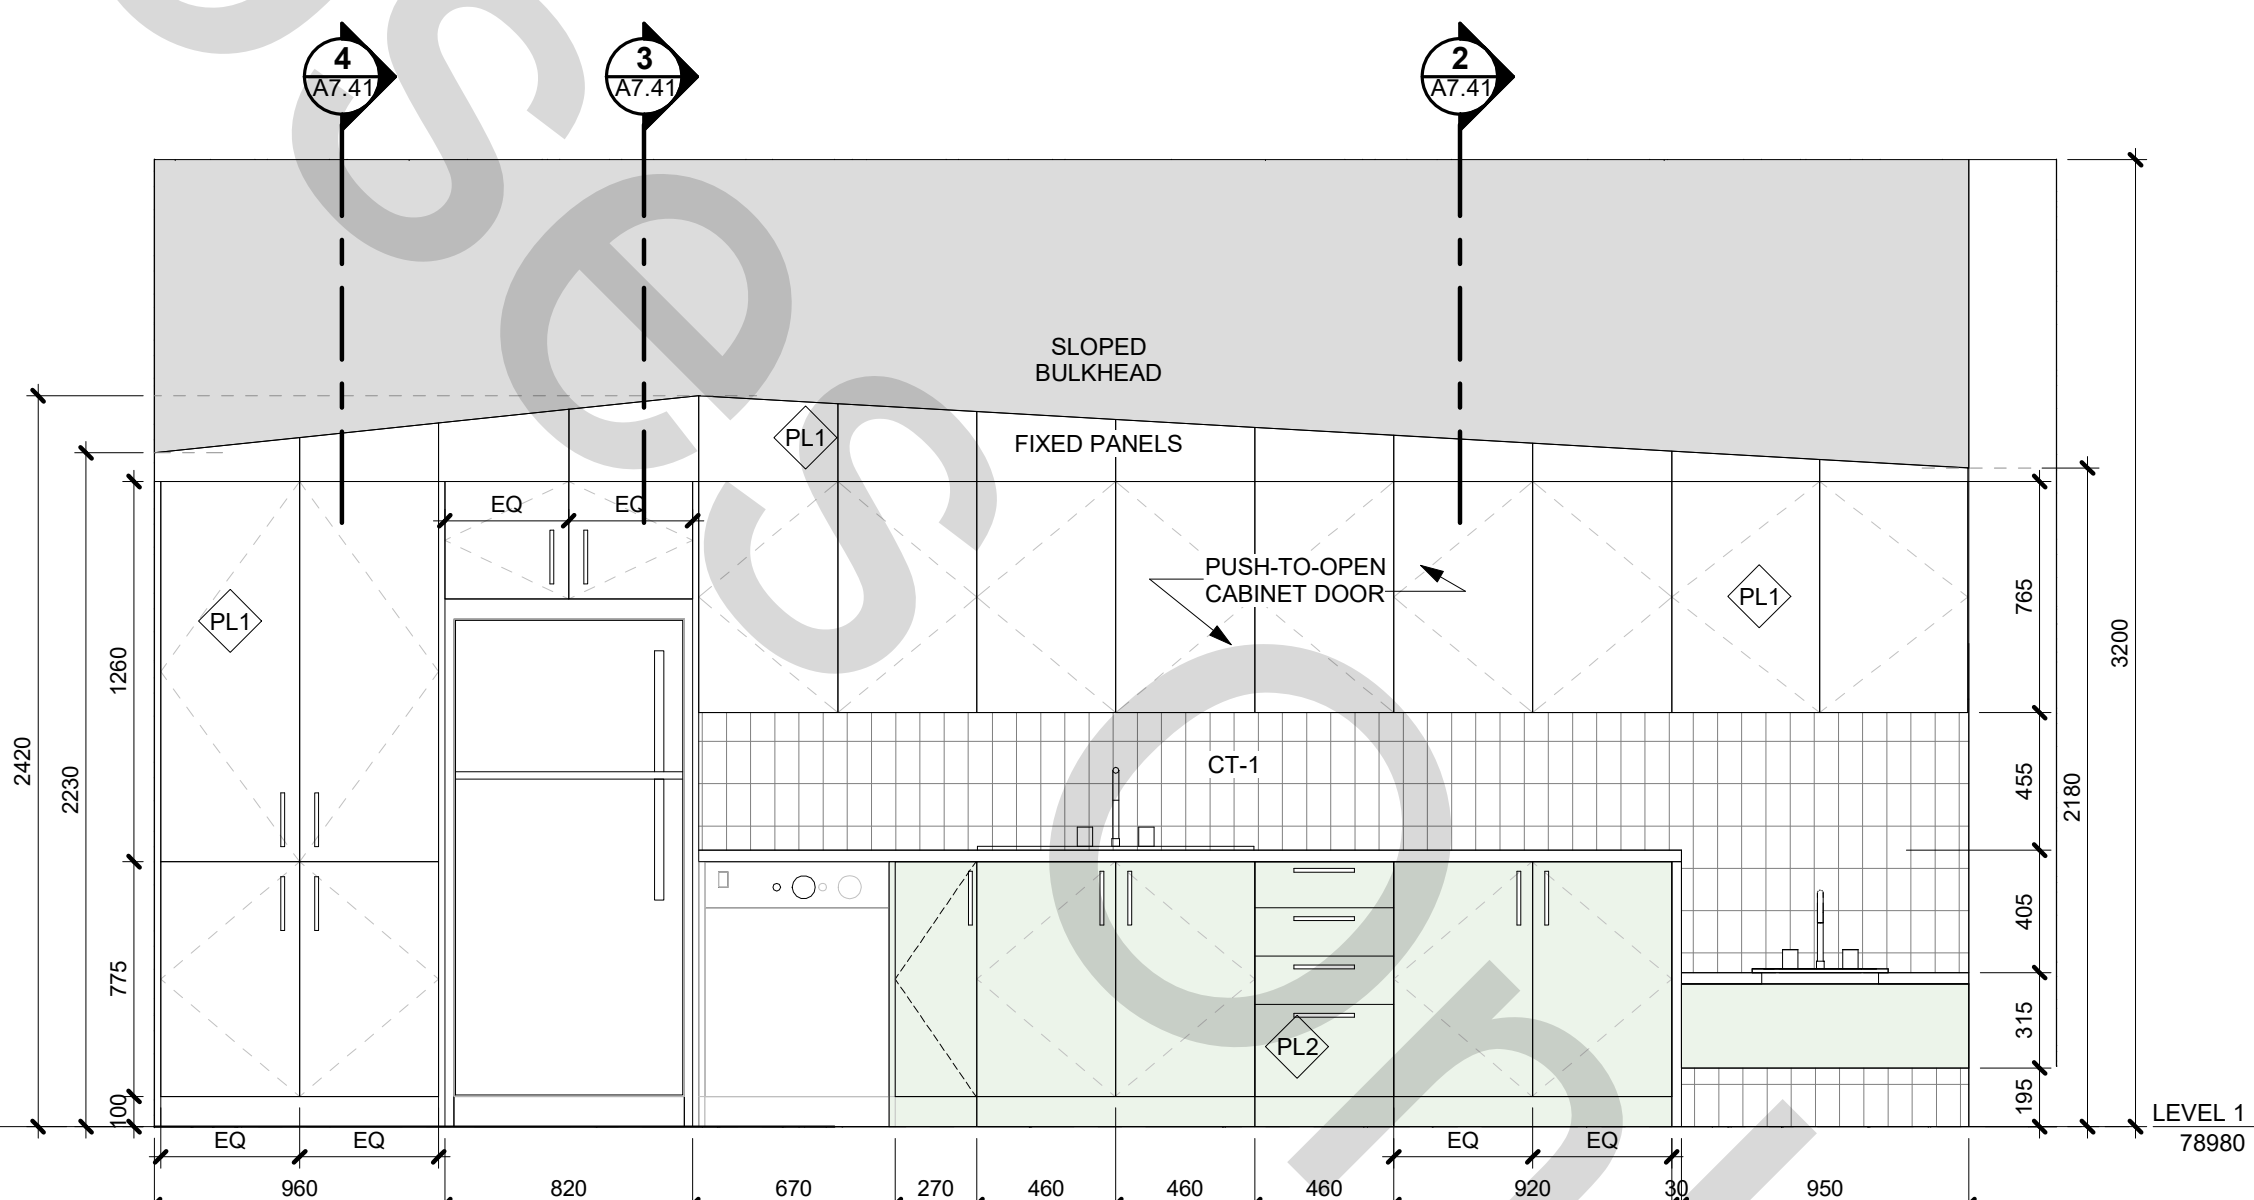 4
A7.41
3
A7.41
2
A7.41
SLOPED
BULKHEAD
PL1
FIXED PANELS
EQ
EQ
PUSH-TO-OPEN
CABINET DOOR
PL1
PL1
CT-1
PL2
2420
2230
1260
775
100
765
455
405
315
195
2180
3200
LEVEL 1
78980
EQ
EQ
EQ
EQ
960
820
670
270
460
460
460
920
30
950